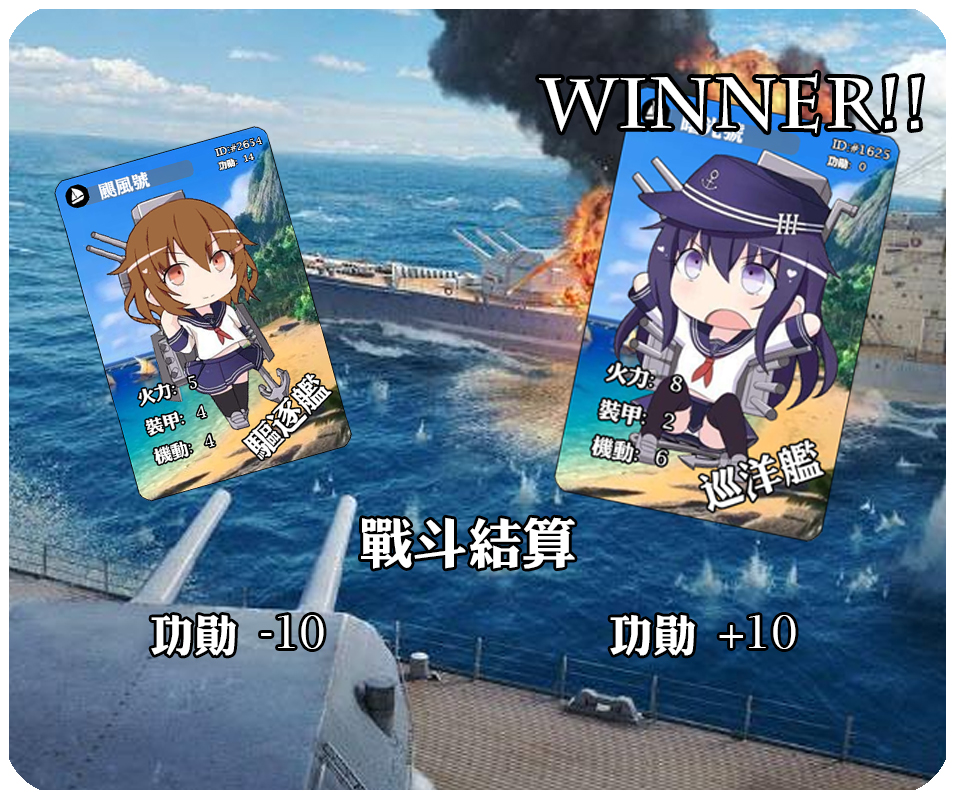 WINNER!!
颶風號
ID:#2654
功勛: 14
火力: 5
裝甲: 4
機動: 4
驅逐艦
ID:#1625
功勛: 0
火力: 8
裝甲: 2
機動: 6
巡洋艦
戰斗結算
功勛 -10
功勛 +10